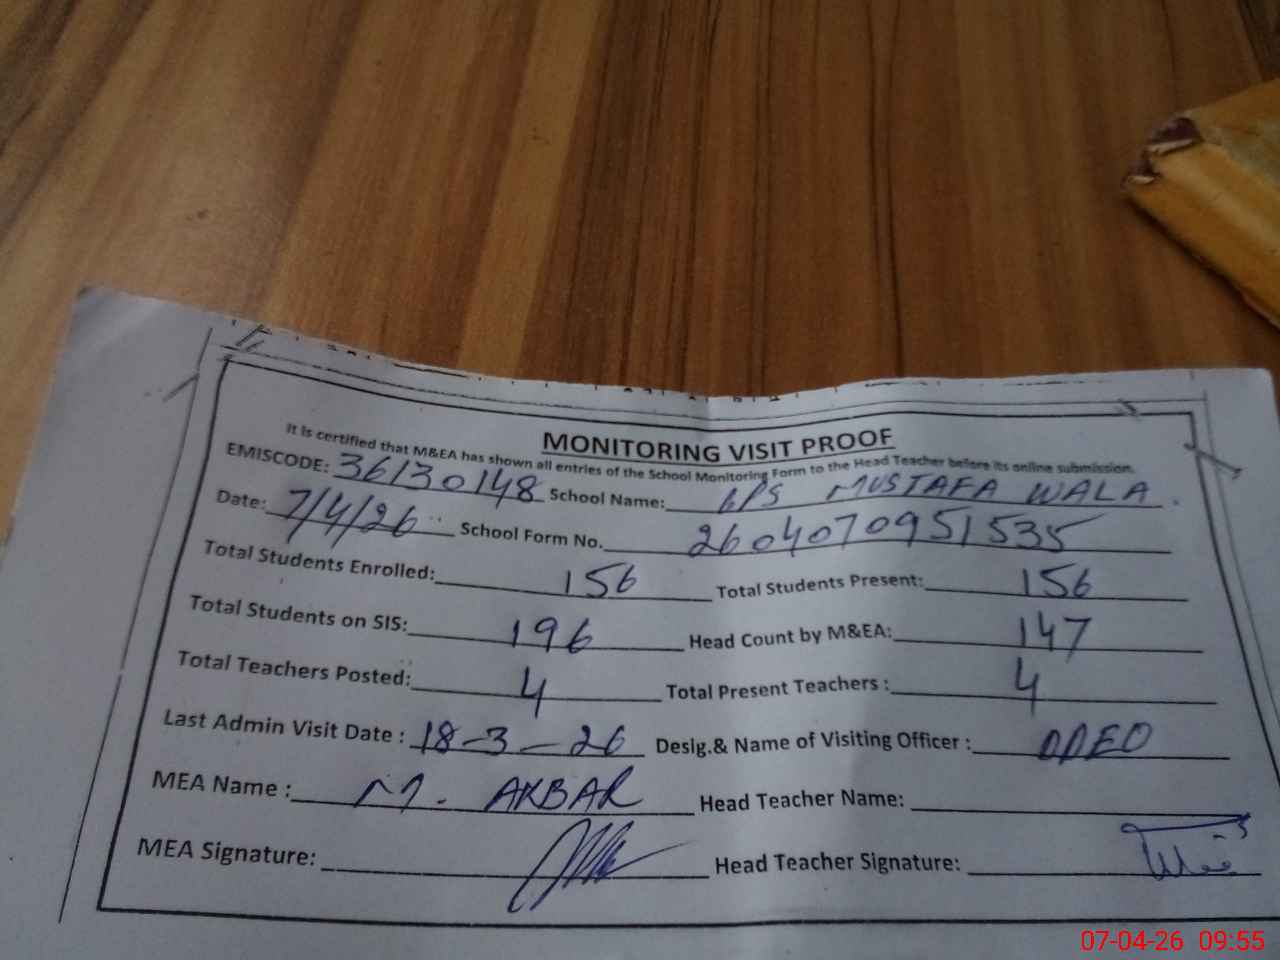 MONITORING VISIT PROOF
It is certified that M&EA has shown all entries of the School Monitoring Form to the Head Teacher before its online submission.
EMISCODE: 36130148 School Name: GPS MUSTAFA WALA.
Date: 7/4/26 School Form No. 2604070951535
Total Students Enrolled: 156 Total Students Present: 156
Total Students on SIS: 196 Head Count by M&EA: 147
Total Teachers Posted: 4 Total Present Teachers : 4
Last Admin Visit Date : 18-3-26 Desig.& Name of Visiting Officer :
MEA Name : M. AKBAR Head Teacher Name:
MEA Signature: Head Teacher Signature:
07-04-26 09:55